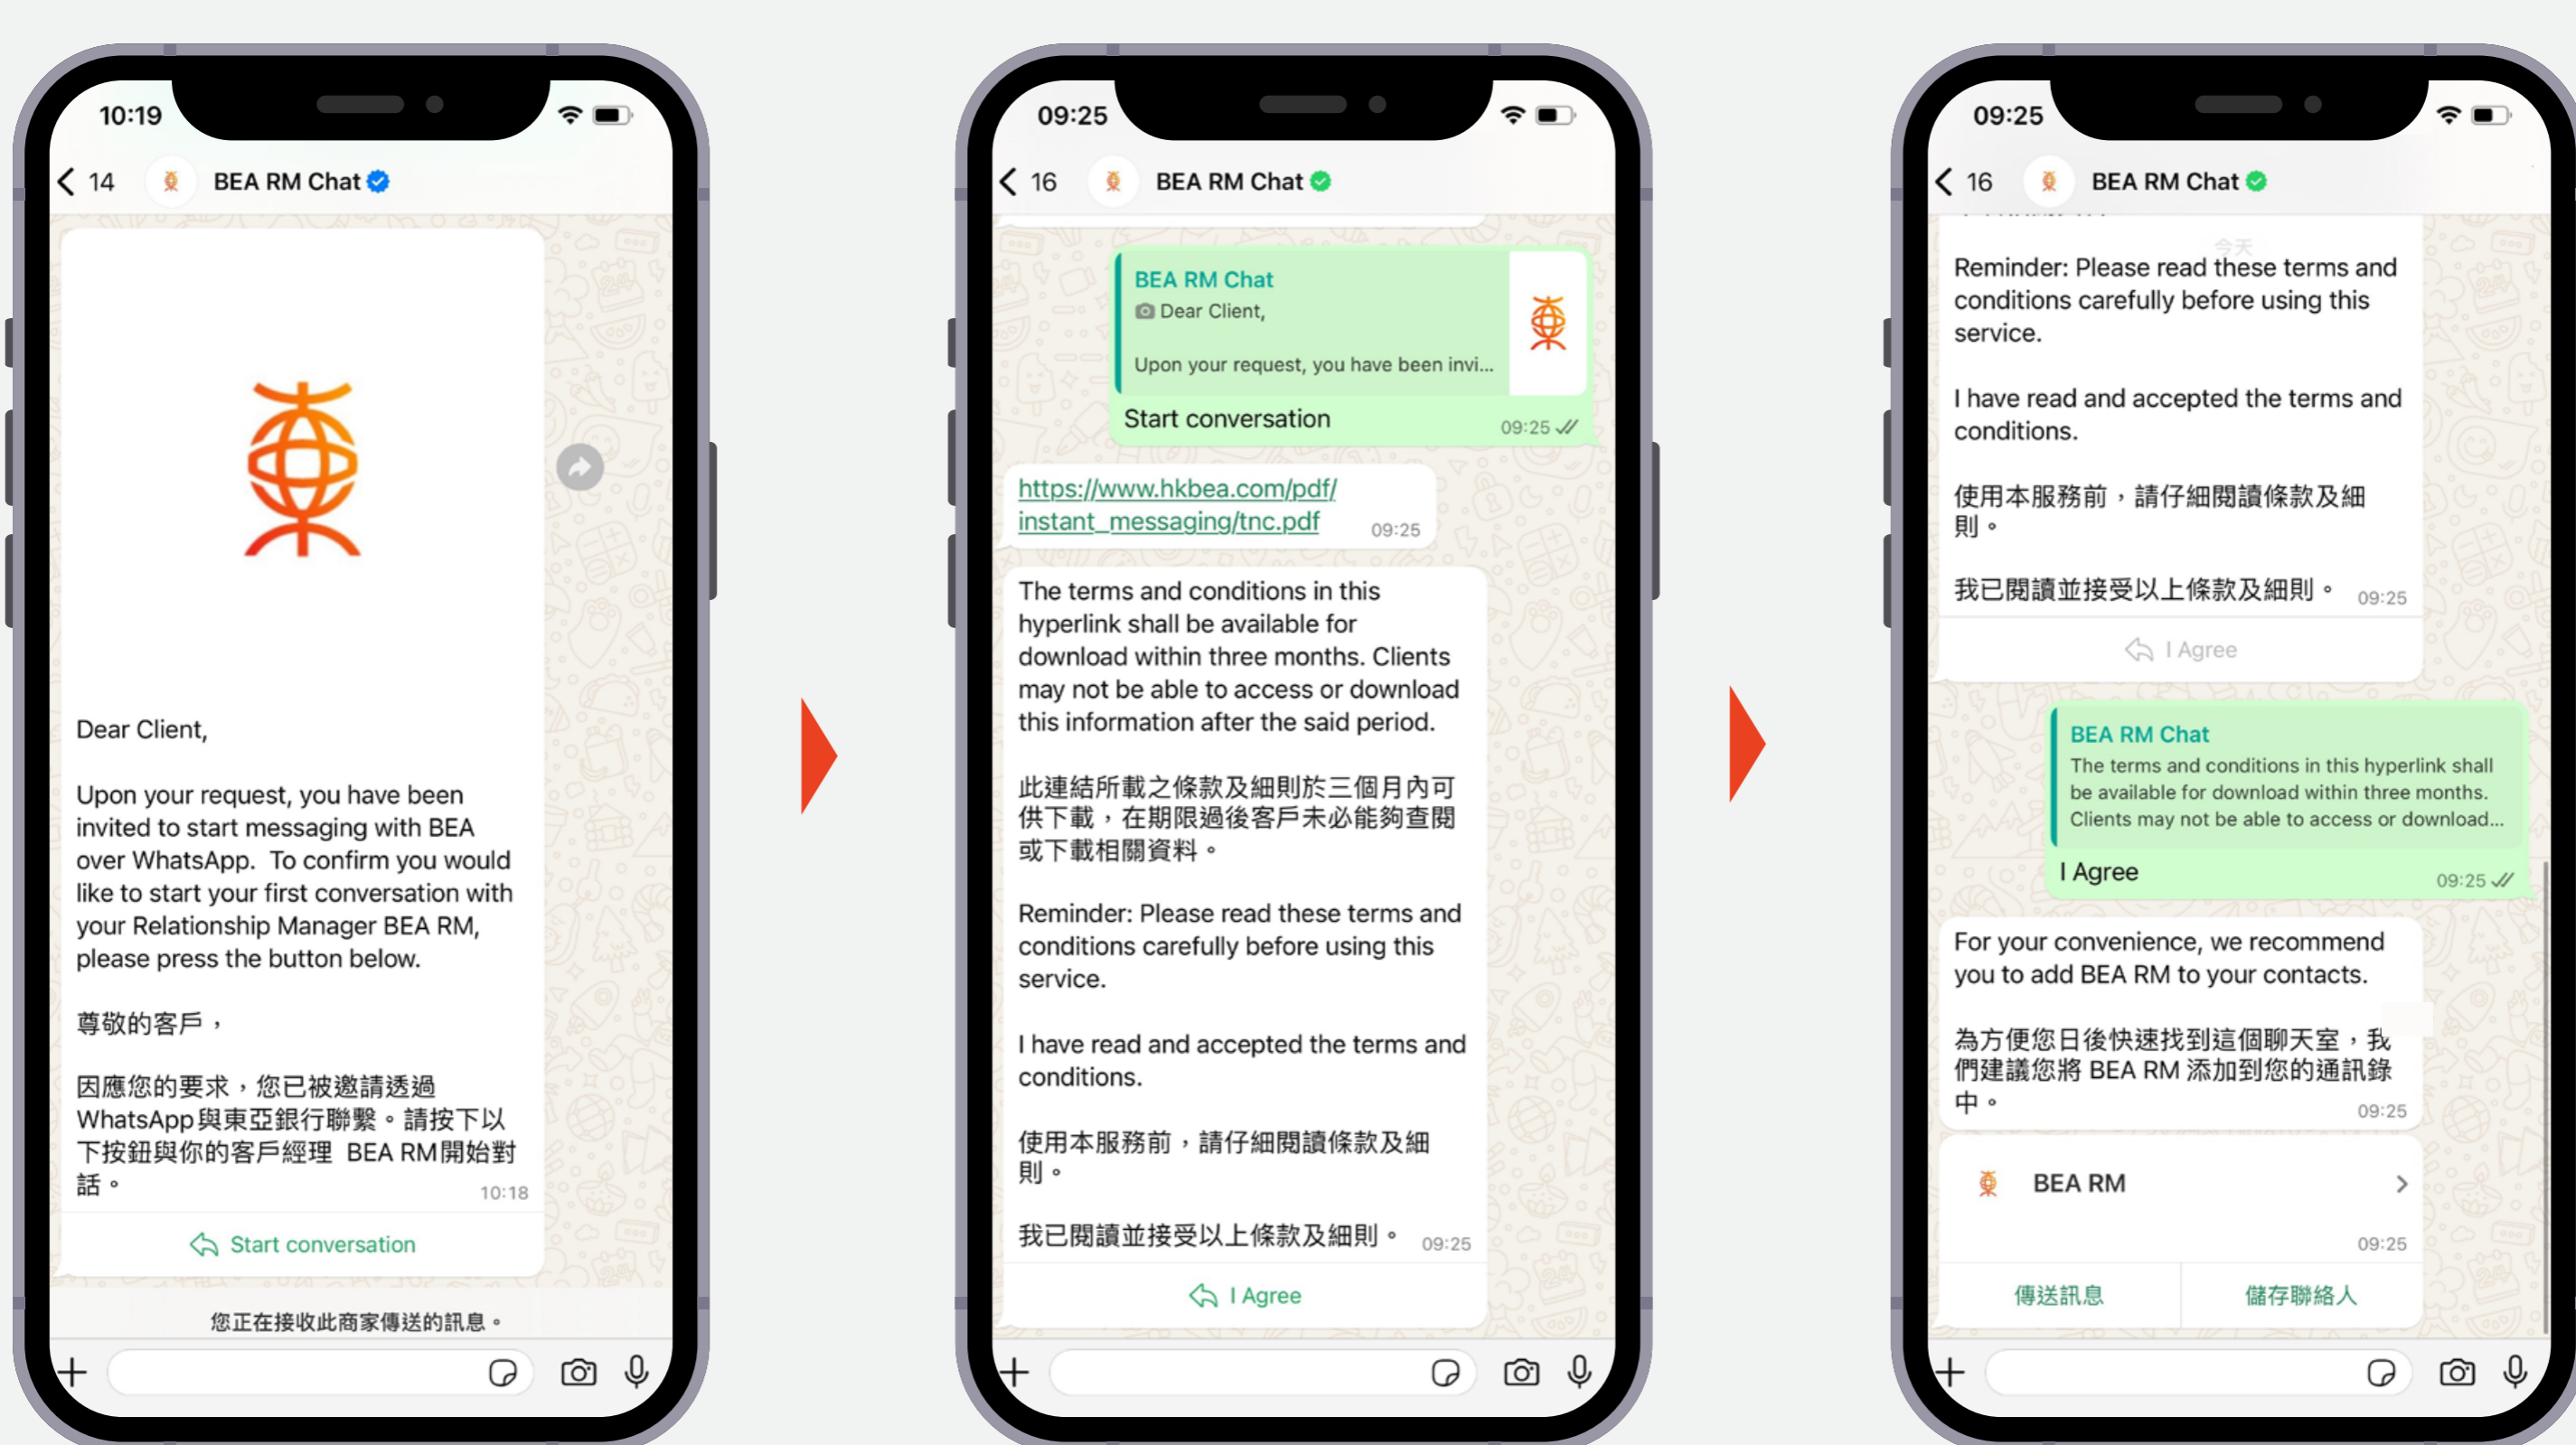 10:19
14
BEA RM Chat
Dear Client,
Upon your request, you have been
invited to start messaging with BEA
over WhatsApp.  To confirm you would
like to start your first conversation with
your Relationship Manager BEA RM,
please press the button below.
尊敬的客戶，
因應您的要求，您已被邀請透過
WhatsApp與東亞銀行聯繫。請按下以
下按鈕與你的客戶經理 BEA RM開始對
話。
10:18
Start conversation
您正在接收此商家傳送的訊息。
09:25
16
BEA RM Chat
BEA RM Chat
Dear Client,
Upon your request, you have been invi...
Start conversation
09:25
https://www.hkbea.com/pdf/
instant_messaging/tnc.pdf
09:25
The terms and conditions in this
hyperlink shall be available for
download within three months. Clients
may not be able to access or download
this information after the said period.
此連結所載之條款及細則於三個月內可
供下載，在期限過後客戶未必能夠查閱
或下載相關資料。
Reminder: Please read these terms and
conditions carefully before using this
service.
I have read and accepted the terms and
conditions.
使用本服務前，請仔細閱讀條款及細
則。
我已閱讀並接受以上條款及細則。
09:25
I Agree
09:25
16
BEA RM Chat
今天
Reminder: Please read these terms and
conditions carefully before using this
service.
I have read and accepted the terms and
conditions.
使用本服務前，請仔細閱讀條款及細
則。
我已閱讀並接受以上條款及細則。
09:25
I Agree
BEA RM Chat
The terms and conditions in this hyperlink shall
be available for download within three months.
Clients may not be able to access or download...
I Agree
09:25
For your convenience, we recommend
you to add BEA RM to your contacts.
為方便您日後快速找到這個聊天室，我
們建議您將 BEA RM 添加到您的通訊錄
中。
09:25
BEA RM
09:25
傳送訊息
儲存聯絡人